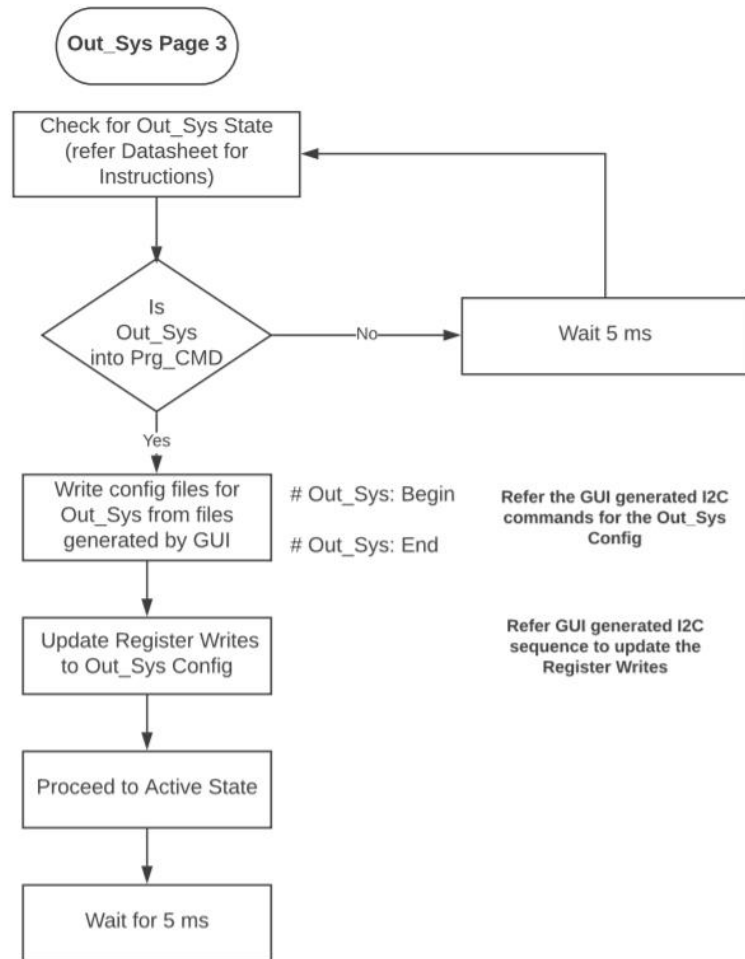 Out_Sys Page 3
Check for Out_Sys State
(refer Datasheet for
Instructions)
Is
Out_Sys
into Prg_CMD
No
Wait 5 ms
Yes
Write config files for
Out_Sys from files
generated by GUI
# Out_Sys: Begin
# Out_Sys: End
Refer the GUI generated I2C
commands for the Out_Sys
Config
Update Register Writes
to Out_Sys Config
Refer GUI generated I2C
sequence to update the
Register Writes
Proceed to Active State
Wait for 5 ms